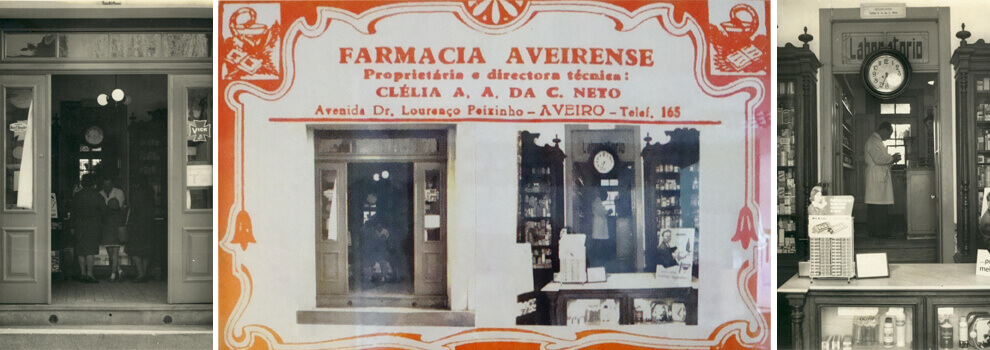 FARMACIA AVEIRENSE
Proprietária e directora técnica:
CLÉLIA A. A. DA C. NETO
Avenida Dr. Lourenço Peixinho – AVEIRO – Telef. 165
Laboratorio
VICK